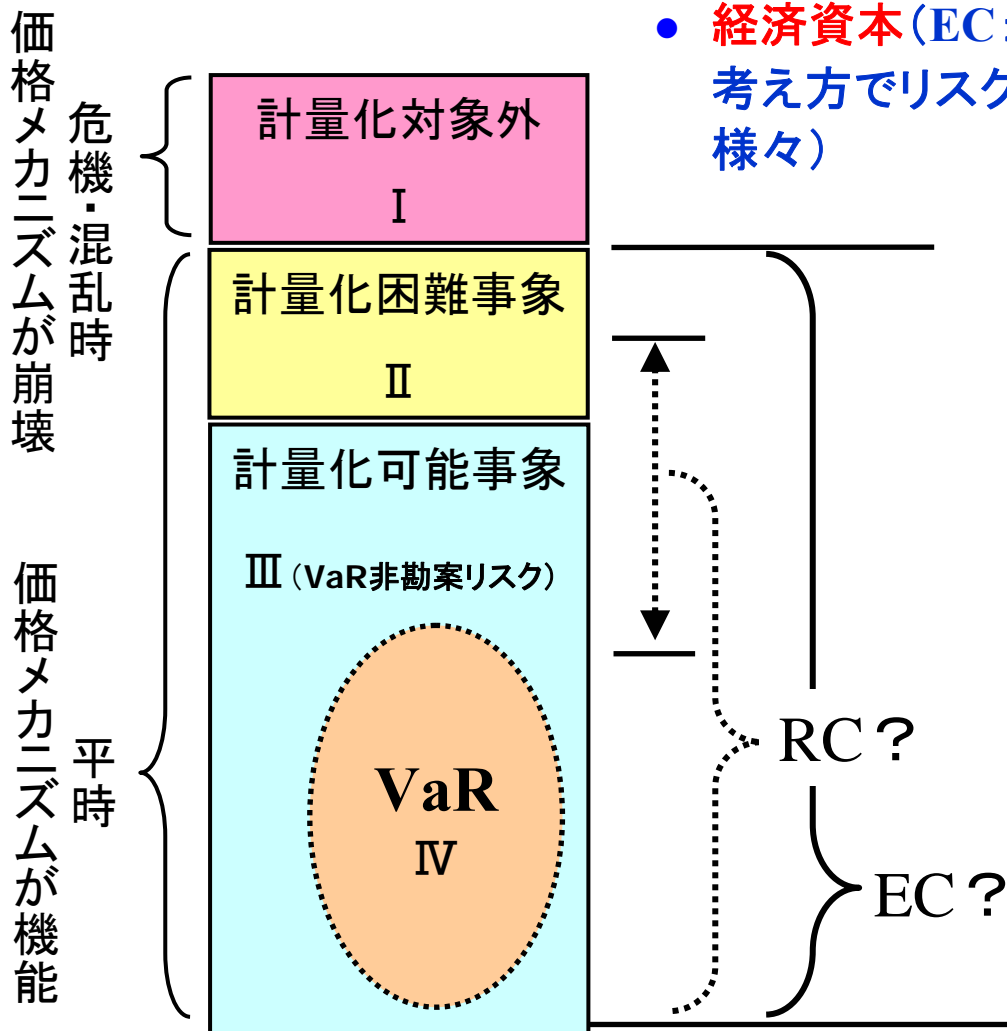 ● 経済資本（EC：
考え方でリスク
様々）
価格メカニズムが崩壊
危機・混乱時
計量化対象外
Ⅰ
計量化困難事象
Ⅱ
計量化可能事象
Ⅲ（VaR非勘案リスク）
価格メカニズムが機能
平時
VaR
Ⅳ
RC？
EC？